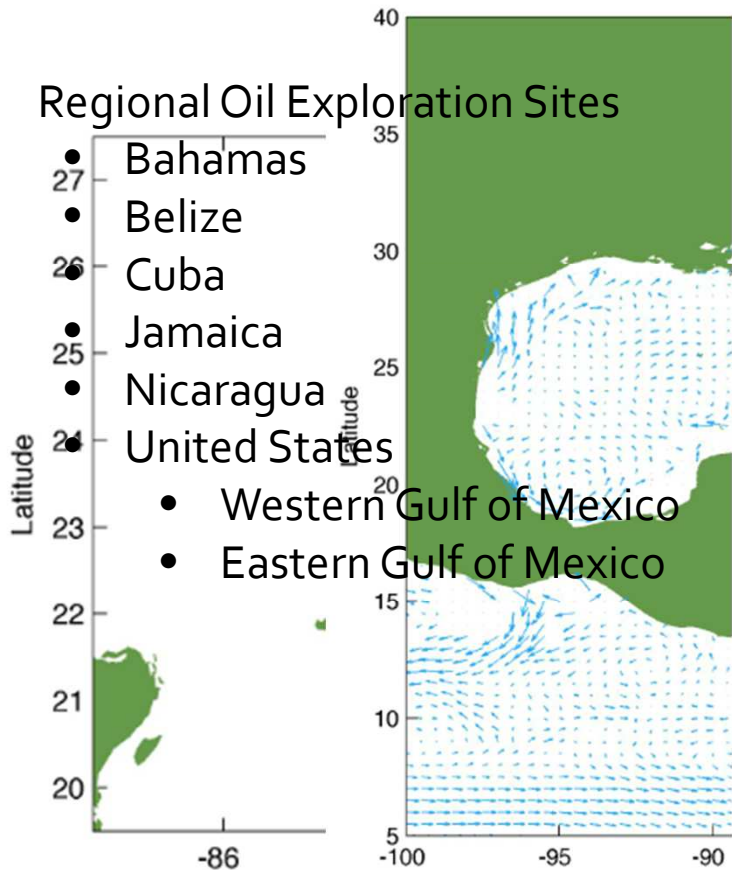 Regional Oil Exploration Sites
• Bahamas
• Belize
• Cuba
• Jamaica
• Nicaragua
• United States
• Western Gulf of Mexico
• Eastern Gulf of Mexico
Latitude
27
26
25
24
23
22
21
20
-86
Latitude
40
35
30
25
20
15
10
5
-100
-95
-90